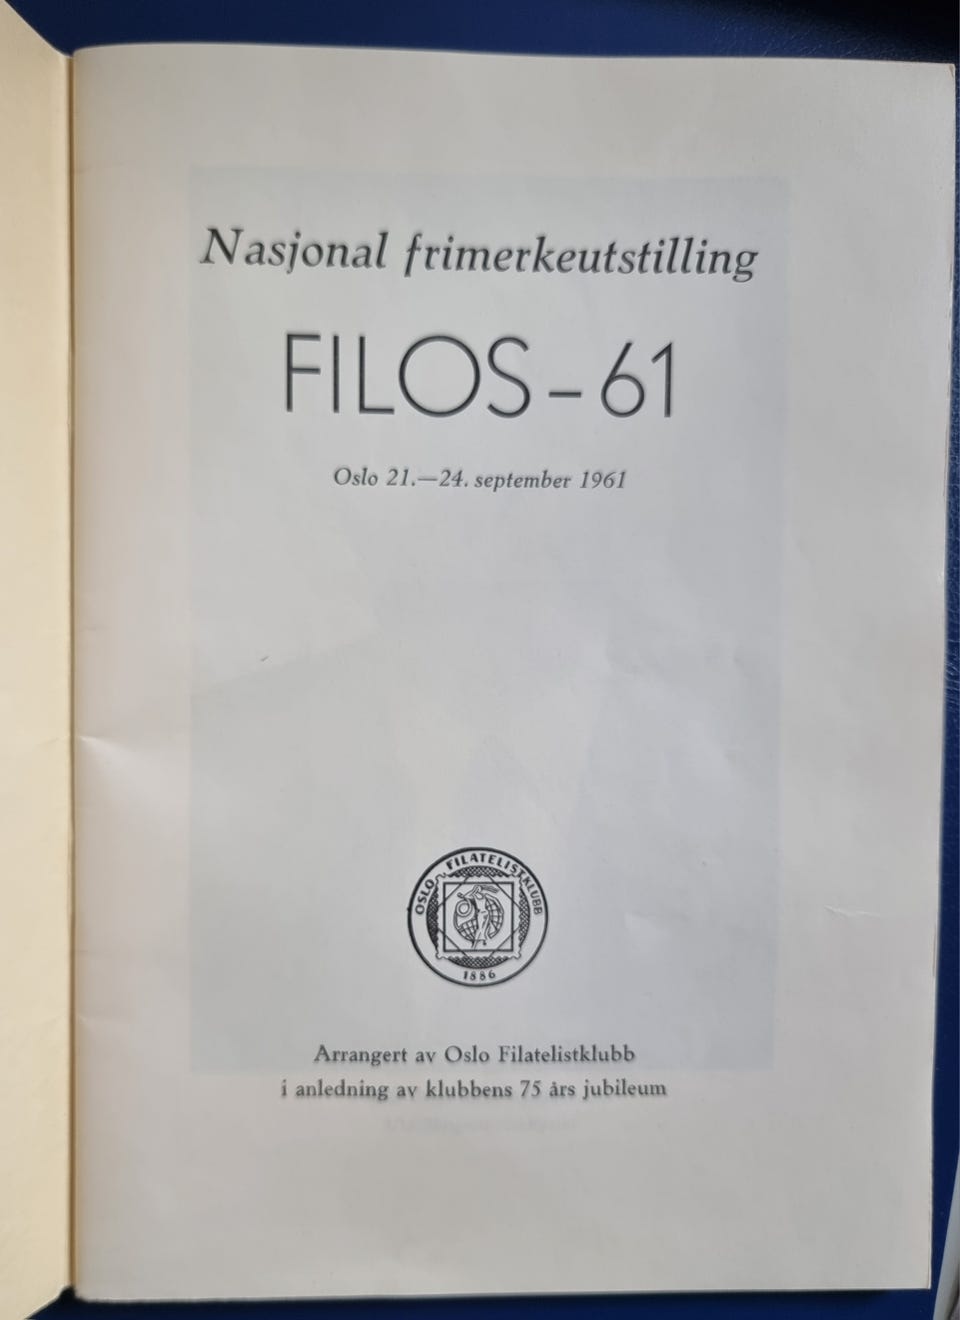 Nasjonal frimerkeutstilling
FILOS – 61
Oslo 21.—24. september 1961
OSLO FILATELISTKLUBB
1886
Arrangert av Oslo Filatelistklubb
i anledning av klubbens 75 års jubileum